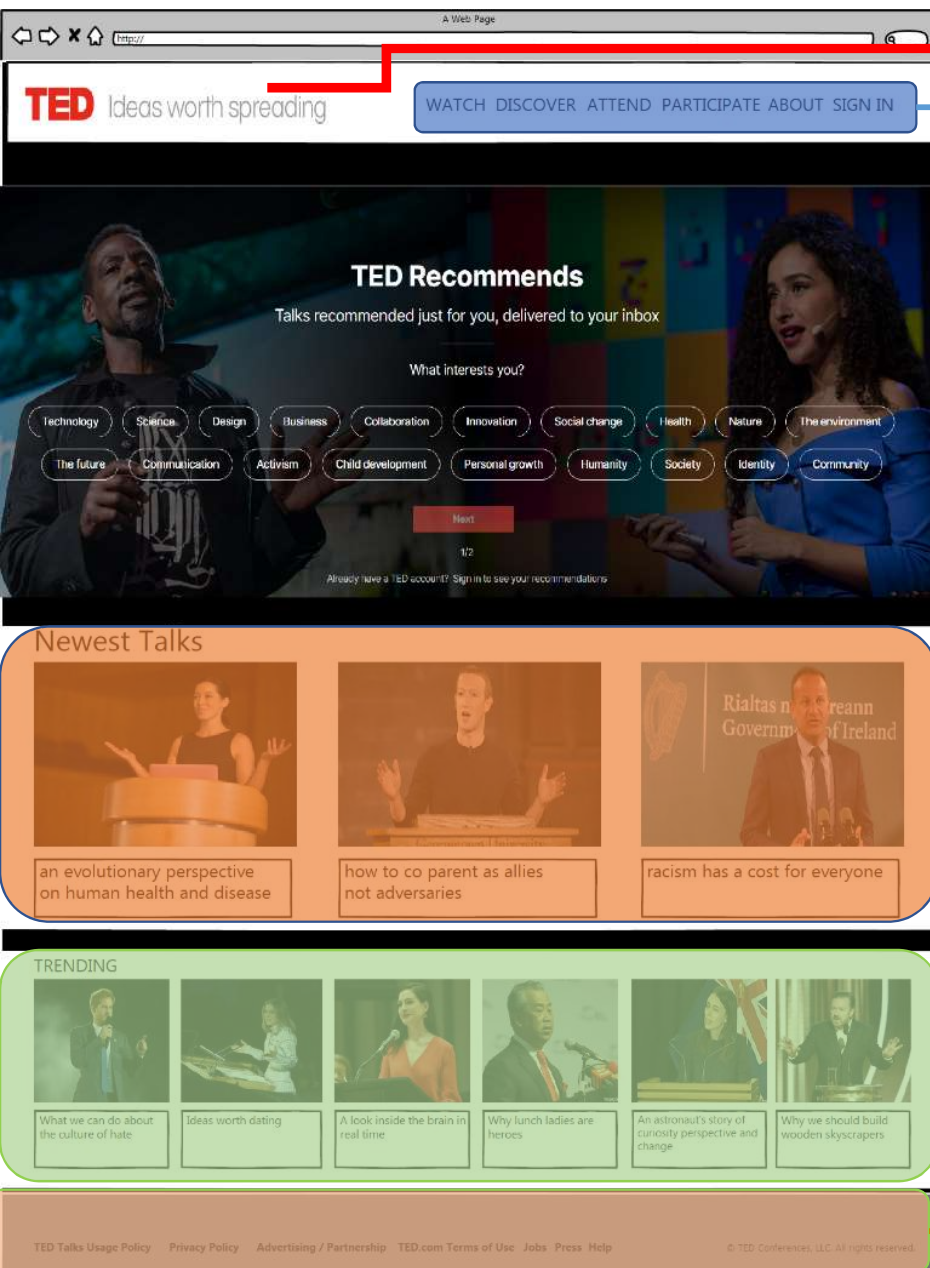 A Web Page
http://
TED Ideas worth spreading
WATCH DISCOVER ATTEND PARTICIPATE ABOUT SIGN IN
TED Recommends
Talks recommended just for you, delivered to your inbox
What interests you?
Technology Science Design Business Collaboration Innovation Social change Health Nature The environment
The future Communication Activism Child development Personal growth Humanity Society Identity Community
Next
1/2
Already have a TED account? Sign in to see your recommendations
Newest Talks
Rialtas n reann
Governm of Ireland
an evolutionary perspective
on human health and disease
how to co parent as allies
not adversaries
racism has a cost for everyone
TRENDING
What we can do about
the culture of hate
Ideas worth dating
A look inside the brain in
real time
Why lunch ladies are
heroes
An astronaut's story of
curiosity perspective and
change
Why we should build
wooden skyscrapers
TED Talks Usage Policy Privacy Policy Advertising / Partnership TED.com Terms of Use Jobs Press Help
© TED Conferences, LLC. All rights reserved.